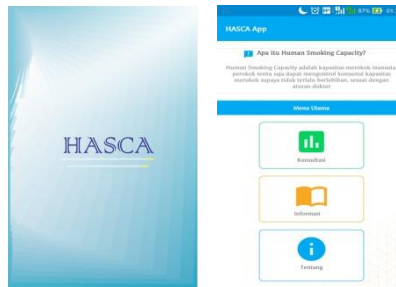 HASCA
87%
HASCA App
Apa itu Human Smoking Capacity?
Human Smoking Capacity adalah kapasitas merokok manusia
perokok tentu saja dapat mengontrol konsumsi kapasitas
merokok supaya tidak terlalu berlebihan, sesuai dengan
aturan dokter
Menu Utama
Konsultasi
Informasi
Tentang